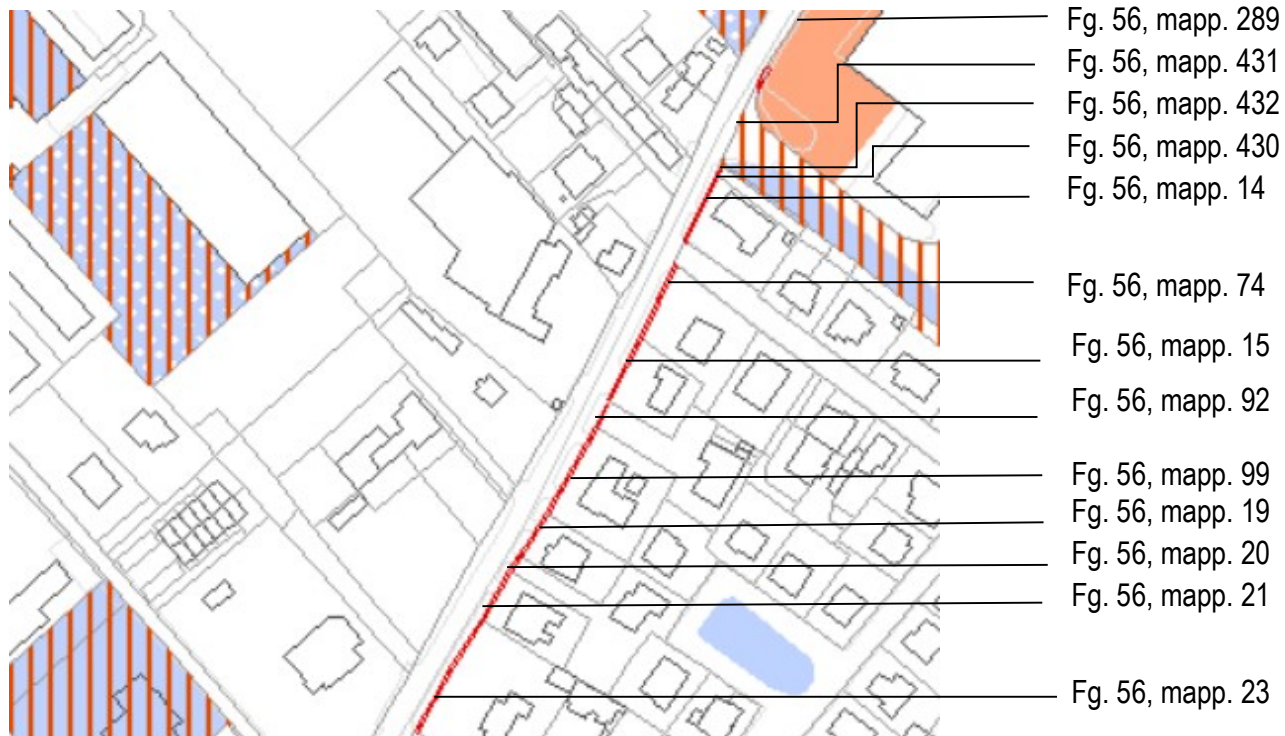 Fg. 56, mapp. 289
Fg. 56, mapp. 431
Fg. 56, mapp. 432
Fg. 56, mapp. 430
Fg. 56, mapp. 14
Fg. 56, mapp. 74
Fg. 56, mapp. 15
Fg. 56, mapp. 92
Fg. 56, mapp. 99
Fg. 56, mapp. 19
Fg. 56, mapp. 20
Fg. 56, mapp. 21
Fg. 56, mapp. 23